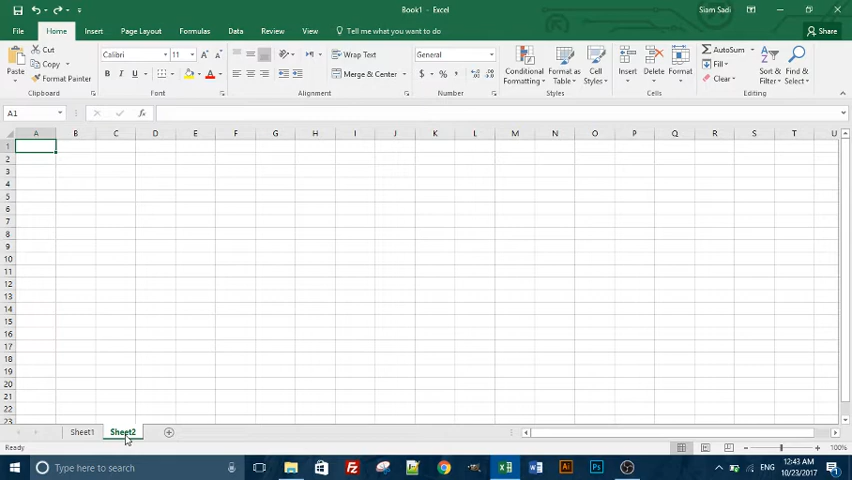 Book1 - Excel
Siam Sadi
File Home Insert Page Layout Formulas Data Review View Tell me what you want to do Share
Cut
Copy
Format Painter
Paste
Clipboard
Calibri 11
B I U
Font
Wrap Text
Merge & Center
Alignment
General
$ % ,
Number
Conditional Formatting
Format as Table
Cell Styles
Styles
Insert Delete Format
Cells
AutoSum
Fill
Clear
Sort & Filter
Find & Select
Editing
A1
fx
A B C D E F G H I J K L M N O P Q R S T U
1
2
3
4
5
6
7
8
9
10
11
12
13
14
15
16
17
18
19
20
21
22
23
Sheet1 Sheet2
Ready
100%
Type here to search
ENG
12:43 AM
10/23/2017